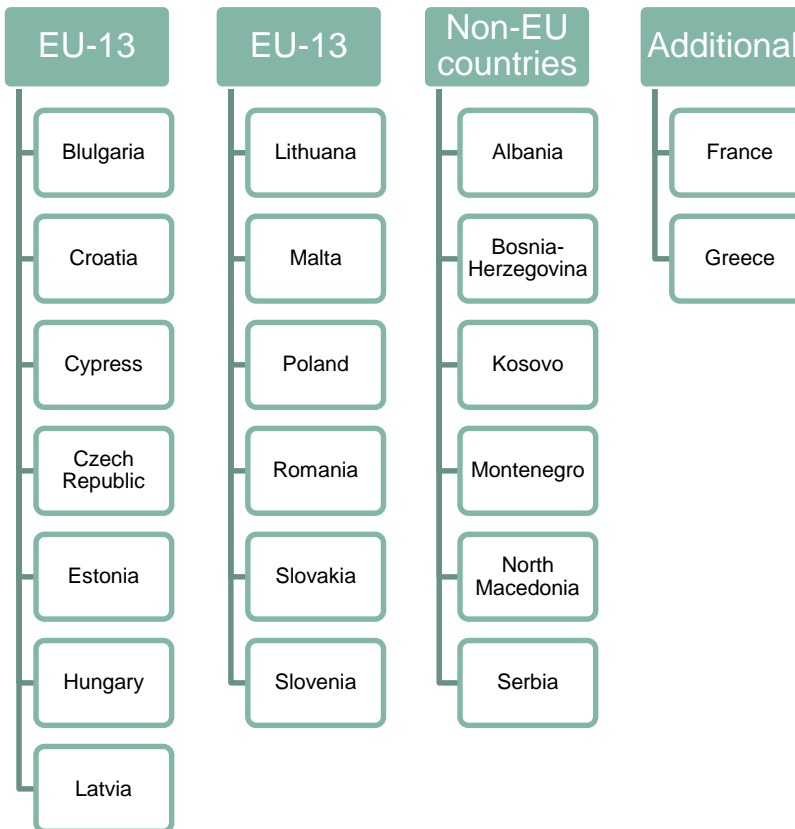 EU-13
Blulgaria
Croatia
Cypress
Czech
Republic
Estonia
Hungary
Latvia
EU-13
Lithuana
Malta
Poland
Romania
Slovakia
Slovenia
Non-EU
countries
Albania
Bosnia-
Herzegovina
Kosovo
Montenegro
North
Macedonia
Serbia
Additional
France
Greece